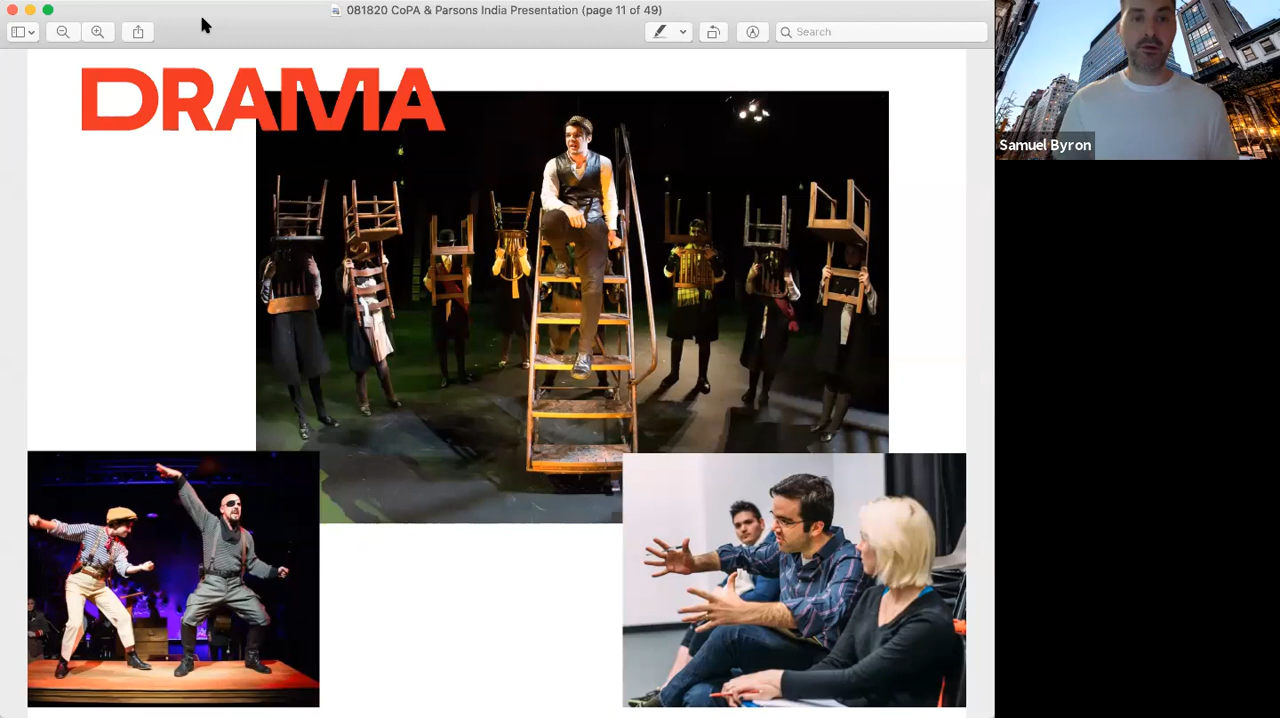 081820 CoPA & Parsons India Presentation (page 11 of 49)
Search
DRAMA
Samuel Byron